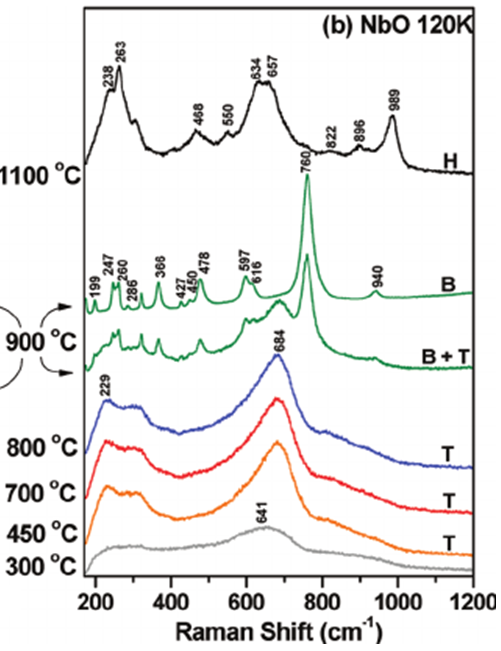 (b) NbO 120K
238
263
468
550
634
657
822
896
989
H
1100 °C
760
199
247
260
286
366
427
450
478
597
616
940
B
900 °C
B + T
684
229
800 °C
T
700 °C
T
450 °C
T
641
300 °C
200 400 600 800 1000 1200
Raman Shift (cm-1)